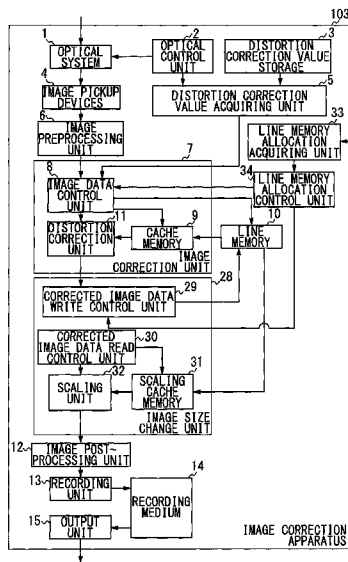 103
1
OPTICAL
SYSTEM
2
OPTICAL
CONTROL
UNIT
3
DISTORTION
CORRECTION VALUE
STORAGE
4
IMAGE PICKUP
DEVICES
5
DISTORTION CORRECTION
VALUE ACQUIRING UNIT
6
IMAGE
PREPROCESSING
UNIT
33
LINE MEMORY
ALLOCATION
ACQUIRING UNIT
7
8
IMAGE DATA
CONTROL
UNIT
34
LINE MEMORY
ALLOCATION
CONTROL UNIT
11
DISTORTION
CORRECTION
UNIT
9
CACHE
MEMORY
10
LINE
MEMORY
IMAGE
CORRECTION UNIT
28
29
CORRECTED IMAGE DATA
WRITE CONTROL UNIT
30
CORRECTED
IMAGE DATA READ
CONTROL UNIT
31
SCALING
CACHE
MEMORY
32
SCALING
UNIT
IMAGE SIZE
CHANGE UNIT
12
IMAGE POST-
PROCESSING UNIT
13
RECORDING
UNIT
14
RECORDING
MEDIUM
15
OUTPUT
UNIT
IMAGE CORRECTION
APPARATUS